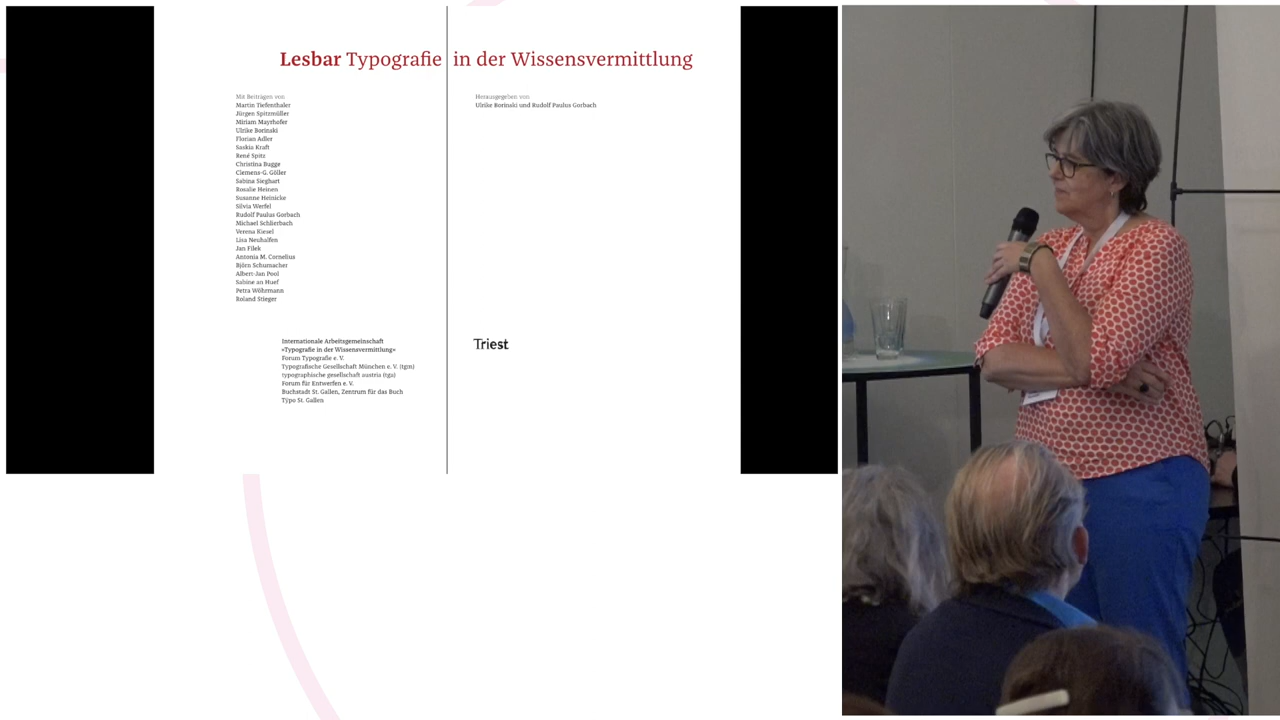 Lesbar Typografie in der Wissensvermittlung
Mit Beiträgen von
Martin Tiefenthaler
Jürgen Spitzmüller
Miriam Mayrhofer
Ulrike Borinski
Florian Adler
Saskia Kraft
René Spitz
Christina Bugge
Clemens-G. Göller
Sabina Sieghart
Rosalie Heinen
Susanne Heinicke
Silvia Werfel
Rudolf Paulus Gorbach
Michael Schlierbach
Verena Kiesel
Lisa Neuhalfen
Jan Filek
Antonia M. Cornelius
Björn Schumacher
Albert-Jan Pool
Sabine an Huef
Petra Wöhrmann
Roland Stieger
Internationale Arbeitsgemeinschaft
«Typografie in der Wissensvermittlung»
Forum Typografie e. V.
Typografische Gesellschaft München e. V. (tgm)
typographische gesellschaft austria (tga)
Forum für Entwerfen e. V.
Buchstadt St. Gallen, Zentrum für das Buch
Tÿpo St. Gallen
Herausgegeben von
Ulrike Borinski und Rudolf Paulus Gorbach
Triest